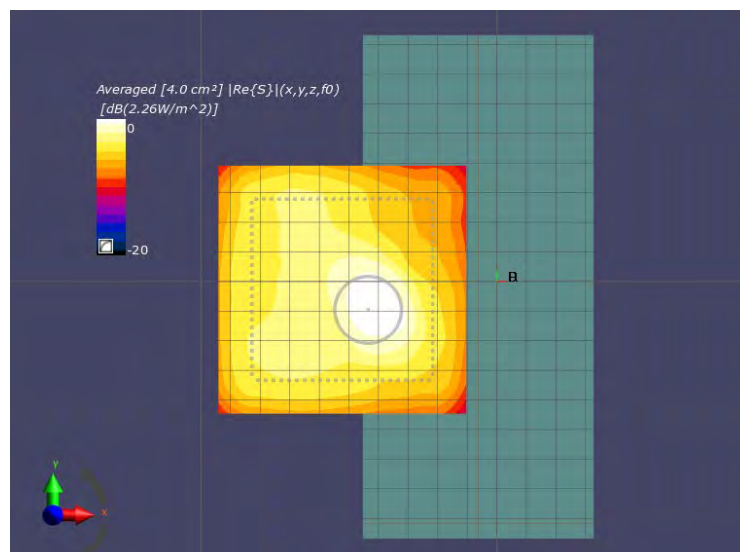 Averaged [4.0 cm²] |Re{S}|(x,y,z,f0)
[dB(2.26W/m^2)]
0
-20
y
x